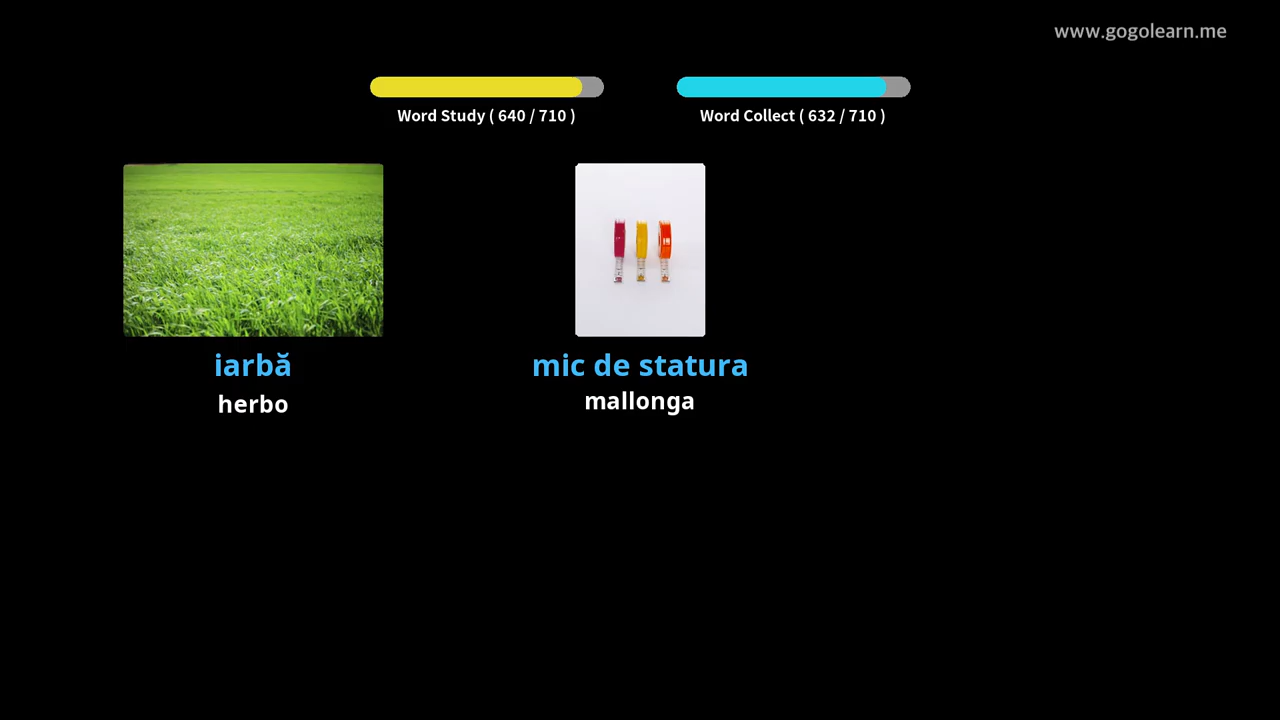 www.gogolearn.me
Word Study ( 640 / 710 )
Word Collect ( 632 / 710 )
iarbă
herbo
mic de statura
mallonga